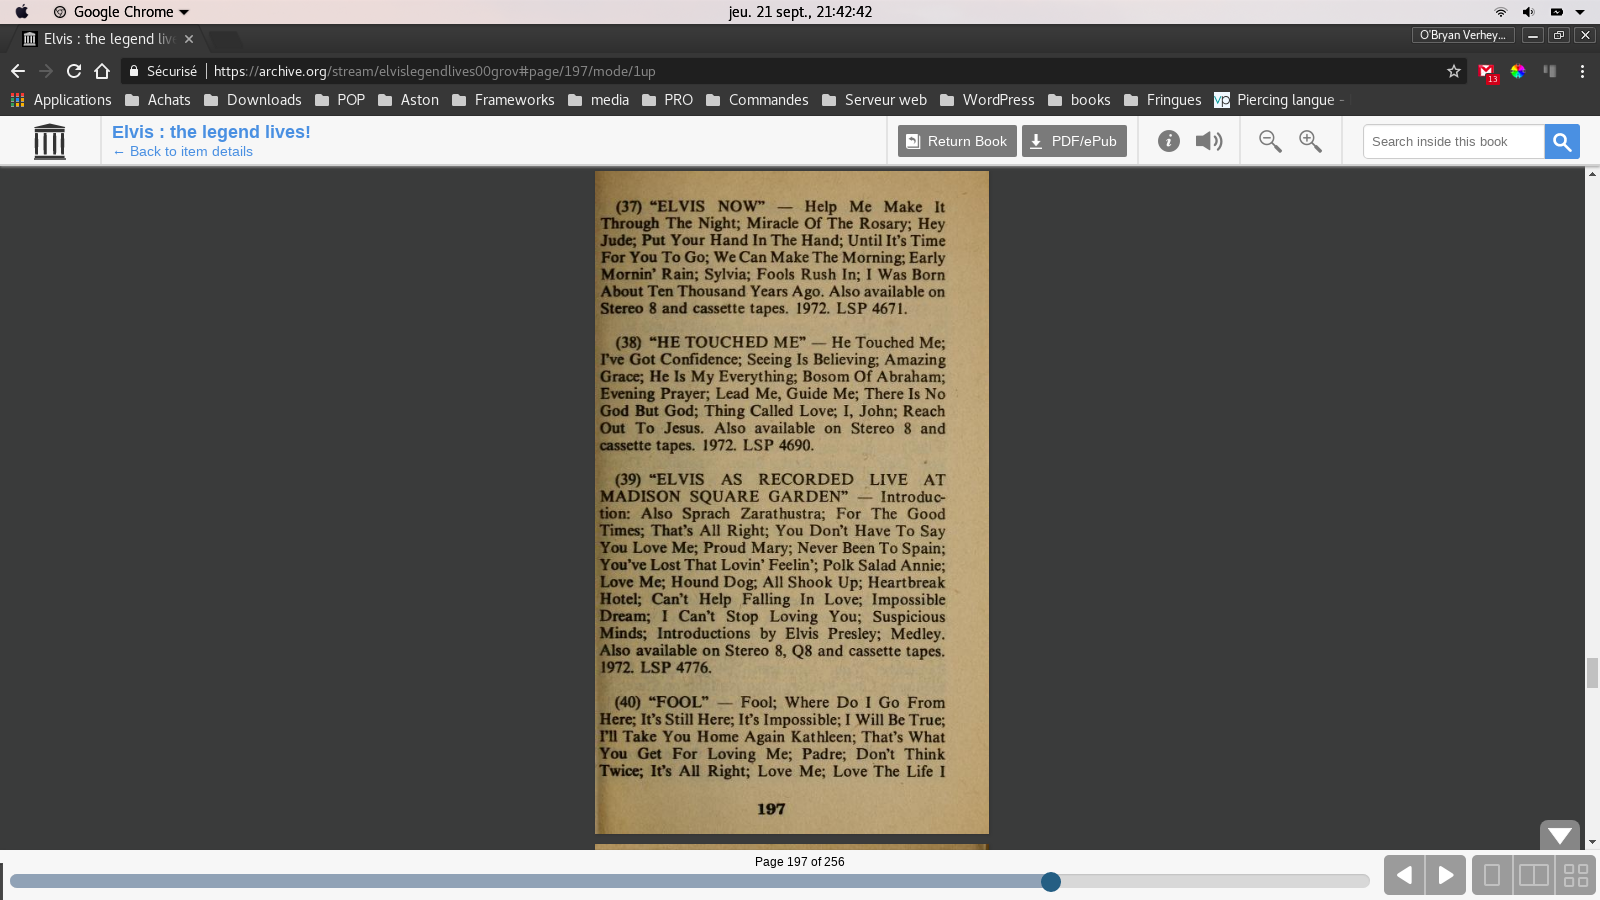 Google Chrome
jeu. 21 sept., 21:42:42
Elvis : the legend live
O'Bryan Verhey...
Sécurisé
https://archive.org/stream/elvislegendlives00grov#page/197/mode/1up
13
Applications
Achats
Downloads
POP
Aston
Frameworks
media
PRO
Commandes
Serveur web
WordPress
books
Fringues
vp
Piercing langue -
Elvis : the legend lives!
← Back to item details
Return Book
PDF/ePub
Search inside this book
(37) “ELVIS NOW” — Help Me Make It
Through The Night; Miracle Of The Rosary; Hey
Jude; Put Your Hand In The Hand; Until It's Time
For You To Go; We Can Make The Morning; Early
Mornin' Rain; Sylvia; Fools Rush In; I Was Born
About Ten Thousand Years Ago. Also available on
Stereo 8 and cassette tapes. 1972. LSP 4671.
(38) “HE TOUCHED ME” — He Touched Me;
I've Got Confidence; Seeing Is Believing; Amazing
Grace; He Is My Everything; Bosom Of Abraham;
Evening Prayer; Lead Me, Guide Me; There Is No
God But God; Thing Called Love; I, John; Reach
Out To Jesus. Also available on Stereo 8 and
cassette tapes. 1972. LSP 4690.
(39) “ELVIS AS RECORDED LIVE AT
MADISON SQUARE GARDEN” — Introduc-
tion: Also Sprach Zarathustra; For The Good
Times; That's All Right; You Don't Have To Say
You Love Me; Proud Mary; Never Been To Spain;
You've Lost That Lovin' Feelin'; Polk Salad Annie;
Love Me; Hound Dog; All Shook Up; Heartbreak
Hotel; Can't Help Falling In Love; Impossible
Dream; I Can't Stop Loving You; Suspicious
Minds; Introductions by Elvis Presley; Medley.
Also available on Stereo 8, Q8 and cassette tapes.
1972. LSP 4776.
(40) “FOOL” — Fool; Where Do I Go From
Here; It's Still Here; It's Impossible; I Will Be True;
I'll Take You Home Again Kathleen; That's What
You Get For Loving Me; Padre; Don't Think
Twice; It's All Right; Love Me; Love The Life I
197
Page 197 of 256